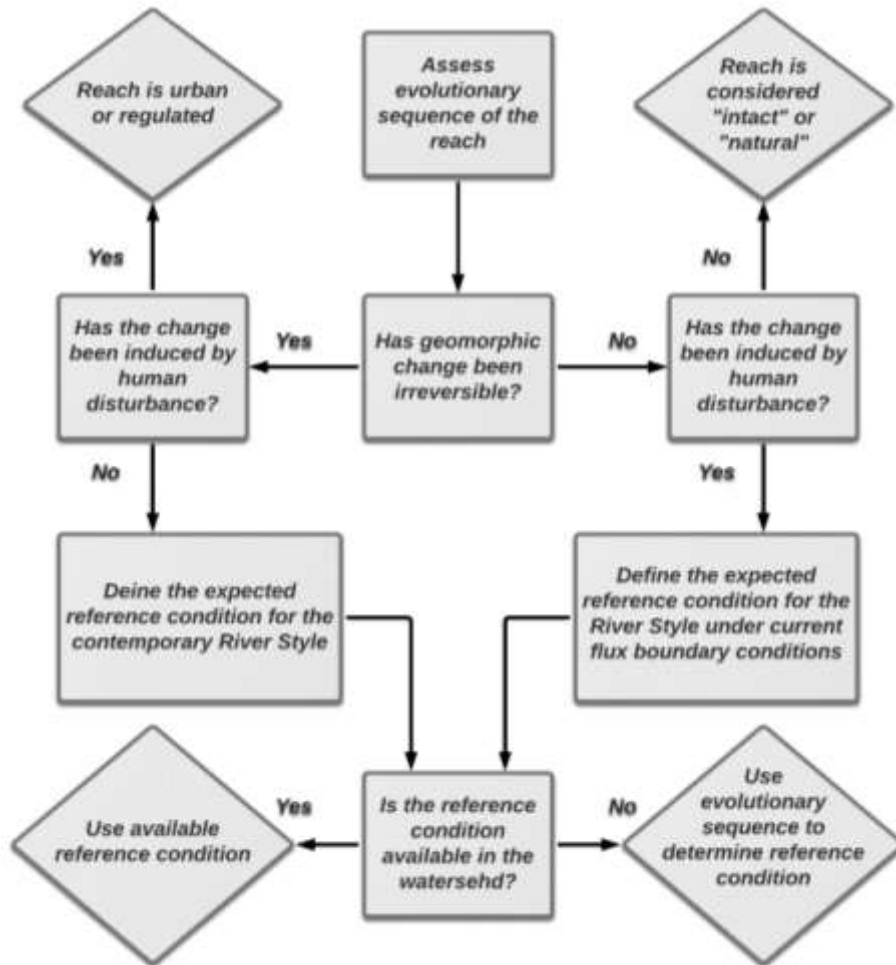 Reach is urban
or regulated
Assess
evolutionary
sequence of the
reach
Reach is
considered
"intact" or
"natural"
Yes
No
Has the change
been induced by
human
disturbance?
Yes
Has geomorphic
change been
irreversible?
No
Has the change
been induced by
human
disturbance?
No
Yes
Deine the expected
reference condition for the
contemporary River Style
Define the expected
reference condition for the
River Style under current
flux boundary conditions
Use available
reference condition
Yes
Is the reference
condition
available in the
watersehd?
No
Use
evolutionary
sequence to
determine reference
condition